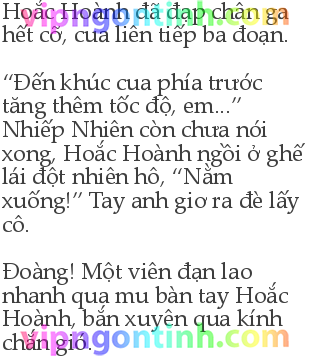 Hoắc Hoành đã đạp chân ga
vipngontinh.com
hết cỡ, cua liên tiếp ba đoạn.
“Đến khúc cua phía trước
tăng thêm tốc độ, em...”
Nhiếp Nhiên còn chưa nói
xong, Hoắc Hoành ngồi ở ghế
lái đột nhiên hô, “Nằm
xuống!” Tay anh giơ ra đè lấy
cô.
Đoàng! Một viên đạn lao
nhanh qua mu bàn tay Hoắc
Hoành, bắn xuyên qua kính
chắn gió.
vipngontinh.com